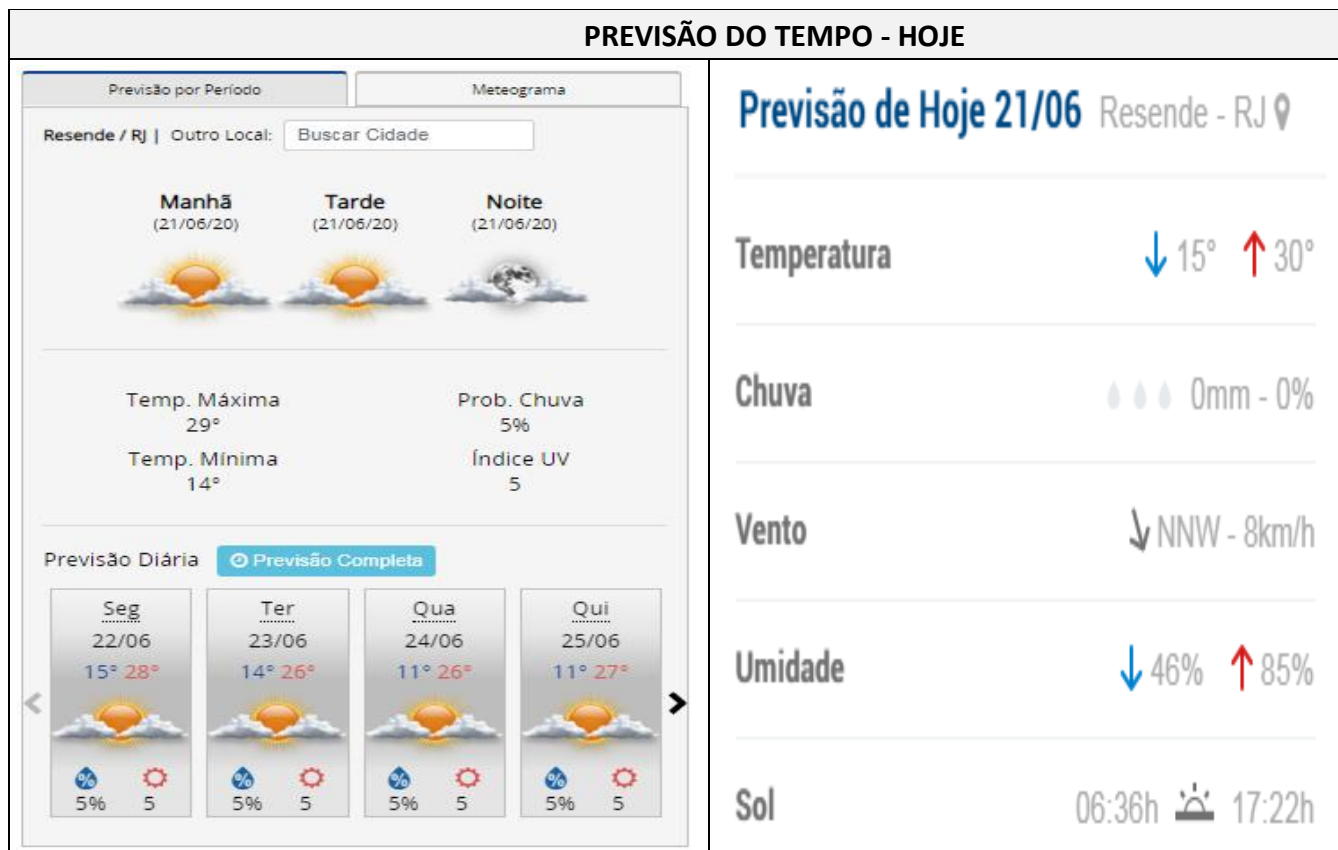 PREVISÃO DO TEMPO - HOJE
Previsão por Período
Meteograma
Resende / RJ | Outro Local: Buscar Cidade
Manhã Tarde Noite
(21/06/20) (21/06/20) (21/06/20)
Temp. Máxima Prob. Chuva
29° 5%
Temp. Mínima Índice UV
14° 5
Previsão Diária Previsão Completa
Seg Ter Qua Qui
22/06 23/06 24/06 25/06
15° 28° 14° 26° 11° 26° 11° 27°
% % % %
5% 5 5% 5 5% 5 5% 5
Previsão de Hoje 21/06 Resende - RJ
Temperatura 15° 30°
Chuva 0mm - 0%
Vento NNW - 8km/h
Umidade 46% 85%
Sol 06:36h 17:22h